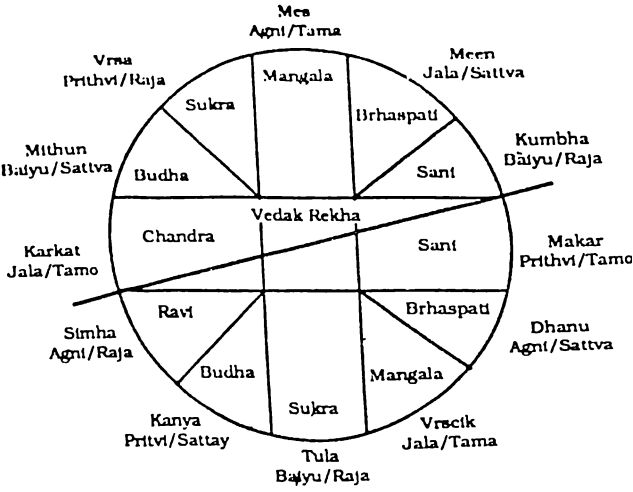 Mes
Agni/Tama
Vrsa
Prithvi/Raja
Meen
Jala/Sattva
Mangala
Sukra
Brhaspati
Mithun
Baiyu/Sattva
Kumbha
Baiyu/Raja
Budha
Sani
Vedak Rekha
Chandra
Sani
Karkat
Jala/Tamo
Makar
Prithvi/Tamo
Simha
Agni/Raja
Ravi
Brhaspati
Dhanu
Agni/Sattva
Budha
Mangala
Sukra
Kanya
Pritvi/Sattay
Vrscik
Jala/Tama
Tula
Baiyu/Raja